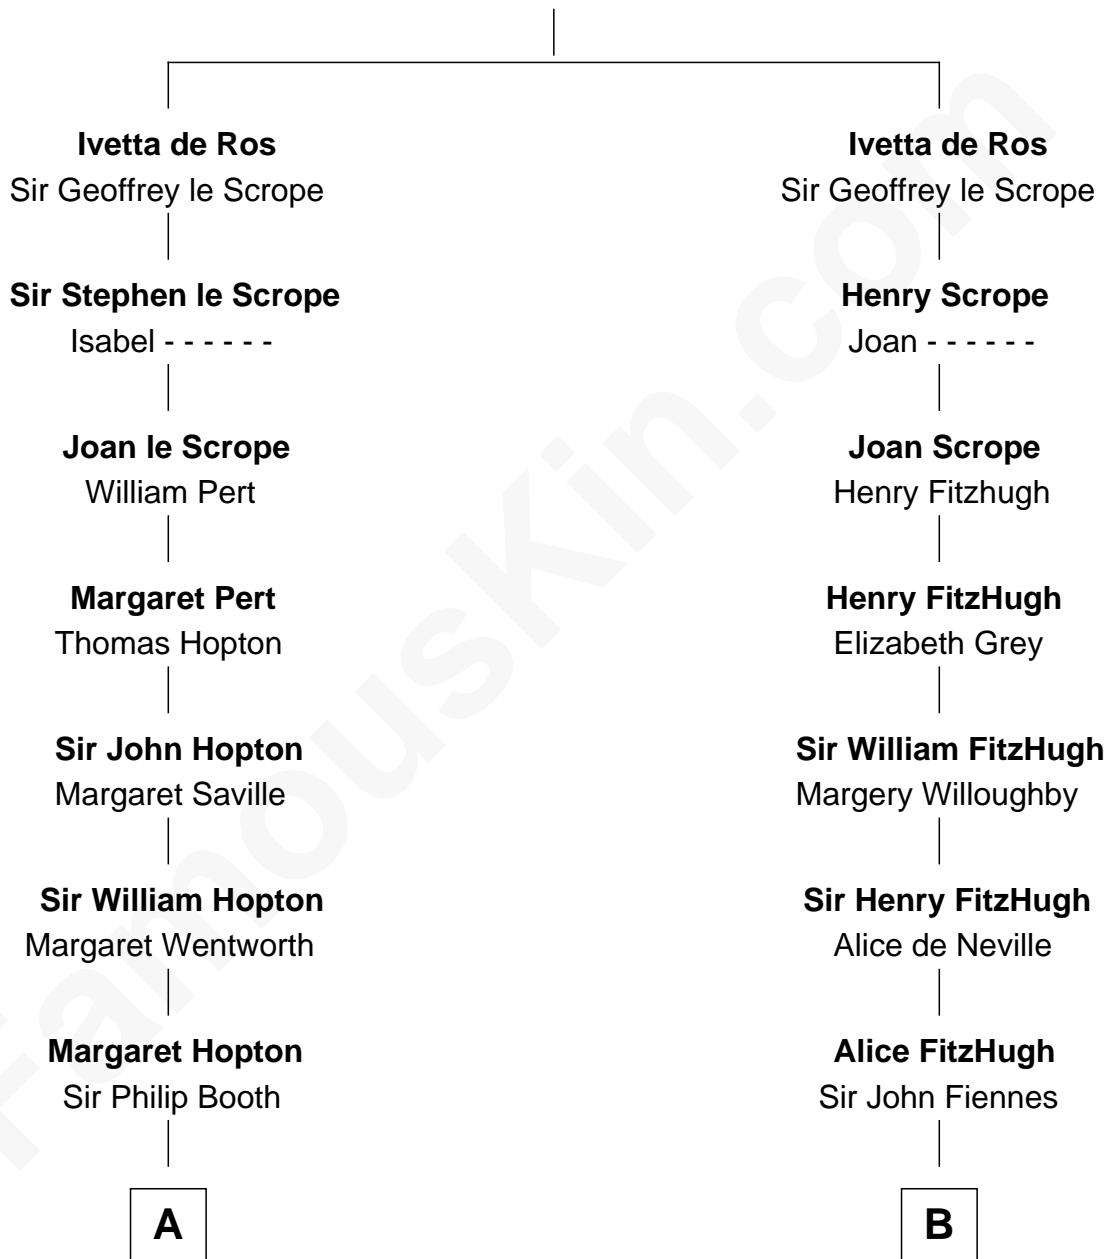 Ivetta de Ros
Sir Geoffrey le Scrope
Sir Stephen le Scrope
Isabel - - - - - -
Joan le Scrope
William Pert
Margaret Pert
Thomas Hopton
Sir John Hopton
Margaret Saville
Sir William Hopton
Margaret Wentworth
Margaret Hopton
Sir Philip Booth
A
Ivetta de Ros
Sir Geoffrey le Scrope
Henry Scrope
Joan - - - - - -
Joan Scrope
Henry Fitzhugh
Henry FitzHugh
Elizabeth Grey
Sir William FitzHugh
Margery Willoughby
Sir Henry FitzHugh
Alice de Neville
Alice FitzHugh
Sir John Fiennes
B
FamousKin.com